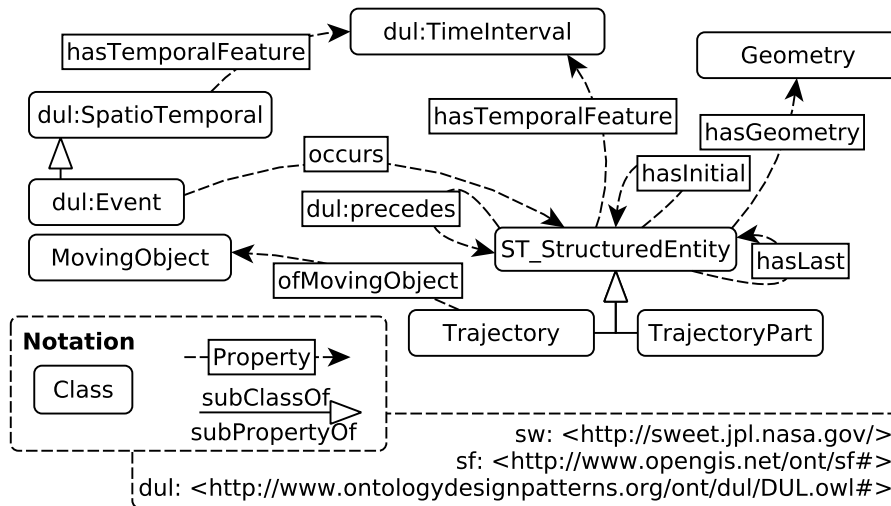 dul:TimeInterval
hasTemporalFeature
Geometry
dul:SpatioTemporal
hasTemporalFeature
hasGeometry
occurs
hasInitial
dul:Event
dul:precedes
MovingObject
ST_StructuredEntity
hasLast
ofMovingObject
Trajectory
TrajectoryPart
Notation
Property
Class
subClassOf
subPropertyOf
sw: <http://sweet.jpl.nasa.gov/>
sf: <http://www.opengis.net/ont/sf#>
dul: <http://www.ontologydesignpatterns.org/ont/dul/DUL.owl#>